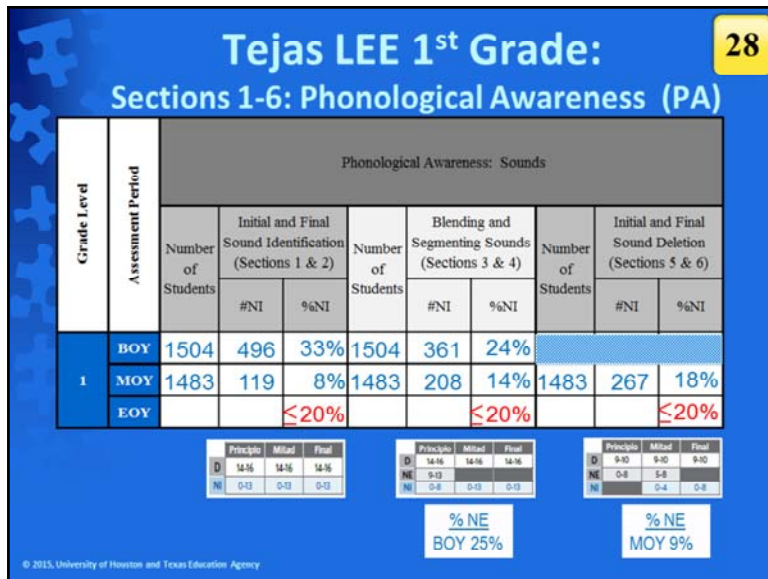 Tejas LEE 1st Grade:
28
Sections 1-6: Phonological Awareness (PA)
Grade Level
Assessment Period
Phonological Awareness: Sounds
Number of Students
Initial and Final Sound Identification (Sections 1 & 2)
Number of Students
Blending and Segmenting Sounds (Sections 3 & 4)
Number of Students
Initial and Final Sound Deletion (Sections 5 & 6)
#NI %NI #NI %NI #NI %NI
1
BOY 1504 496 33% 1504 361 24%
MOY 1483 119 8% 1483 208 14% 1483 267 18%
EOY ≤20% ≤20% ≤20%
Principio Mitad Final
D 14-16 14-16 14-16
NI 0-13 0-13 0-13
Principio Mitad Final
D 14-16 14-16 14-16
NE 9-13
NI 0-8 0-13 0-13
Principio Mitad Final
D 9-10 9-10 9-10
NE 0-8 5-8
NI 0-4 0-8
% NE
BOY 25%
% NE
MOY 9%
© 2015, University of Houston and Texas Education Agency